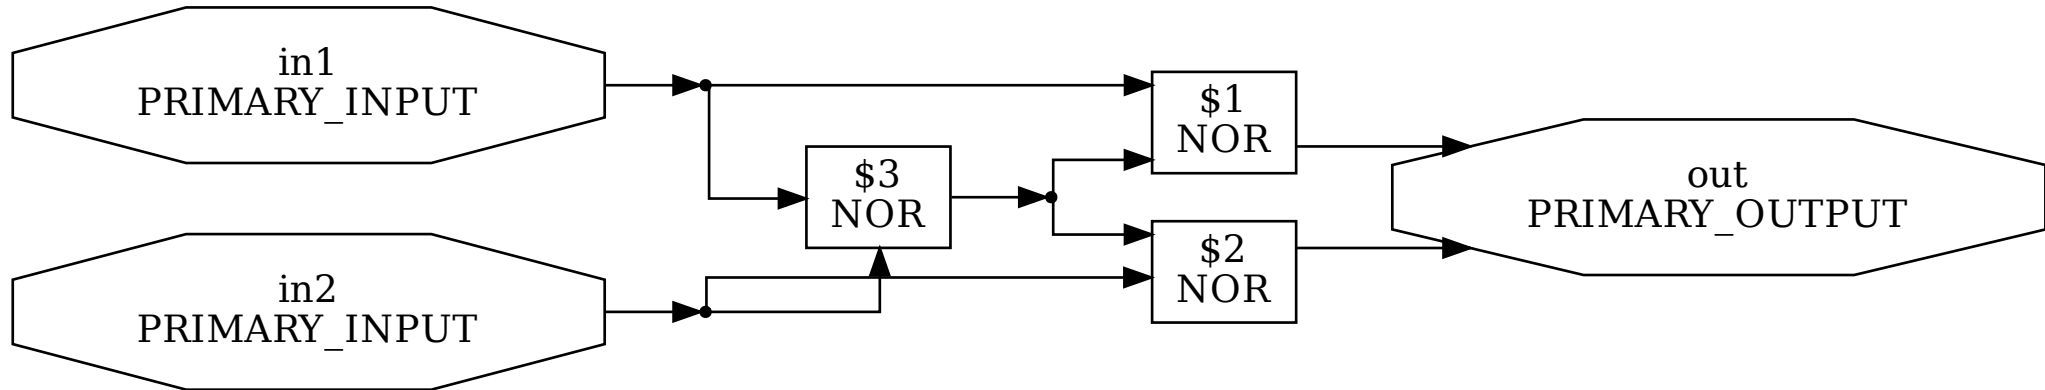 in1
PRIMARY_INPUT
$1
NOR
$3
NOR
out
PRIMARY_OUTPUT
$2
NOR
in2
PRIMARY_INPUT